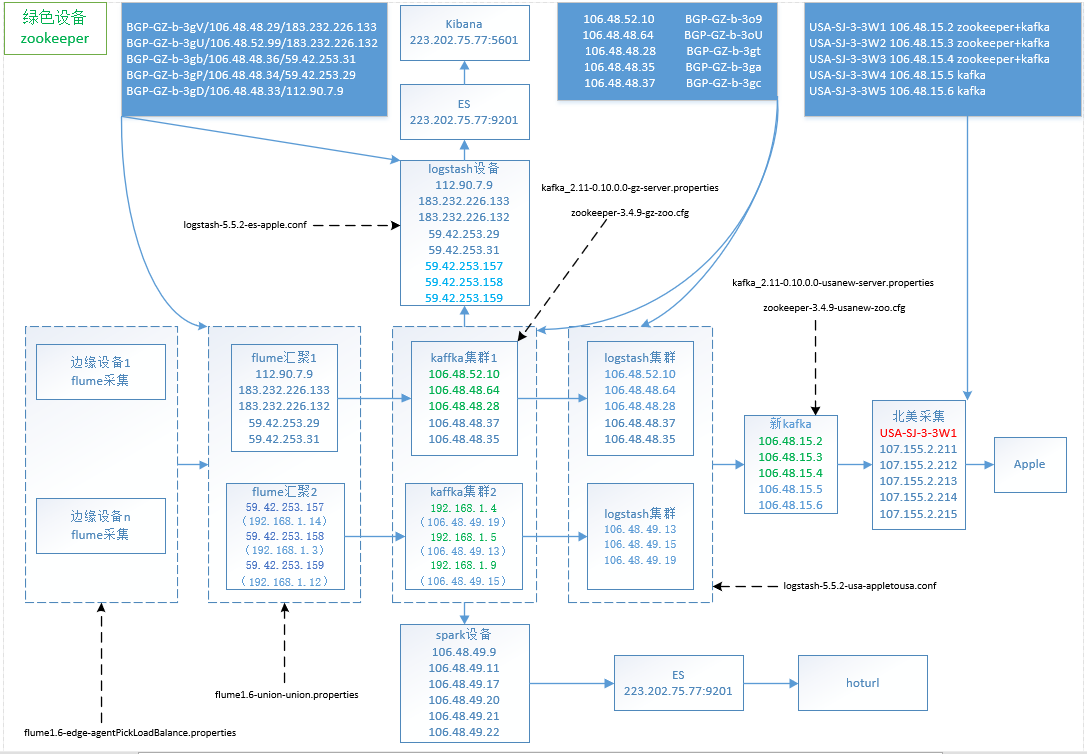 绿色设备
zookeeper
BGP-GZ-b-3gV/106.48.48.29/183.232.226.133
BGP-GZ-b-3gU/106.48.52.99/183.232.226.132
BGP-GZ-b-3gb/106.48.48.36/59.42.253.31
BGP-GZ-b-3gP/106.48.48.34/59.42.253.29
BGP-GZ-b-3gD/106.48.48.33/112.90.7.9
Kibana
223.202.75.77:5601
ES
223.202.75.77:9201
106.48.52.10 BGP-GZ-b-3o9
106.48.48.64 BGP-GZ-b-3oU
106.48.48.28 BGP-GZ-b-3gt
106.48.48.35 BGP-GZ-b-3ga
106.48.48.37 BGP-GZ-b-3gc
USA-SJ-3-3W1 106.48.15.2 zookeeper+kafka
USA-SJ-3-3W2 106.48.15.3 zookeeper+kafka
USA-SJ-3-3W3 106.48.15.4 zookeeper+kafka
USA-SJ-3-3W4 106.48.15.5 kafka
USA-SJ-3-3W5 106.48.15.6 kafka
logstash设备
112.90.7.9
183.232.226.133
183.232.226.132
59.42.253.29
59.42.253.31
59.42.253.157
59.42.253.158
59.42.253.159
logstash-5.5.2-es-apple.conf
kafka_2.11-0.10.0.0-gz-server.properties
zookeeper-3.4.9-gz-zoo.cfg
kafka_2.11-0.10.0.0-usanew-server.properties
zookeeper-3.4.9-usanew-zoo.cfg
边缘设备1
flume采集
边缘设备n
flume采集
flume汇聚1
112.90.7.9
183.232.226.133
183.232.226.132
59.42.253.29
59.42.253.31
flume汇聚2
59.42.253.157
(192.168.1.14)
59.42.253.158
(192.168.1.3)
59.42.253.159
(192.168.1.12)
kaffka集群1
106.48.52.10
106.48.48.64
106.48.48.28
106.48.48.37
106.48.48.35
kaffka集群2
192.168.1.4
(106.48.49.19)
192.168.1.5
(106.48.49.13)
192.168.1.9
(106.48.49.15)
logstash集群
106.48.52.10
106.48.48.64
106.48.48.28
106.48.48.37
106.48.48.35
logstash集群
106.48.49.13
106.48.49.15
106.48.49.19
新kafka
106.48.15.2
106.48.15.3
106.48.15.4
106.48.15.5
106.48.15.6
北美采集
USA-SJ-3-3W1
107.155.2.211
107.155.2.212
107.155.2.213
107.155.2.214
107.155.2.215
Apple
logstash-5.5.2-usa-appletousa.conf
spark设备
106.48.49.9
106.48.49.11
106.48.49.17
106.48.49.20
106.48.49.21
106.48.49.22
ES
223.202.75.77:9201
hoturl
flume1.6-union-union.properties
flume1.6-edge-agentPickLoadBalance.properties